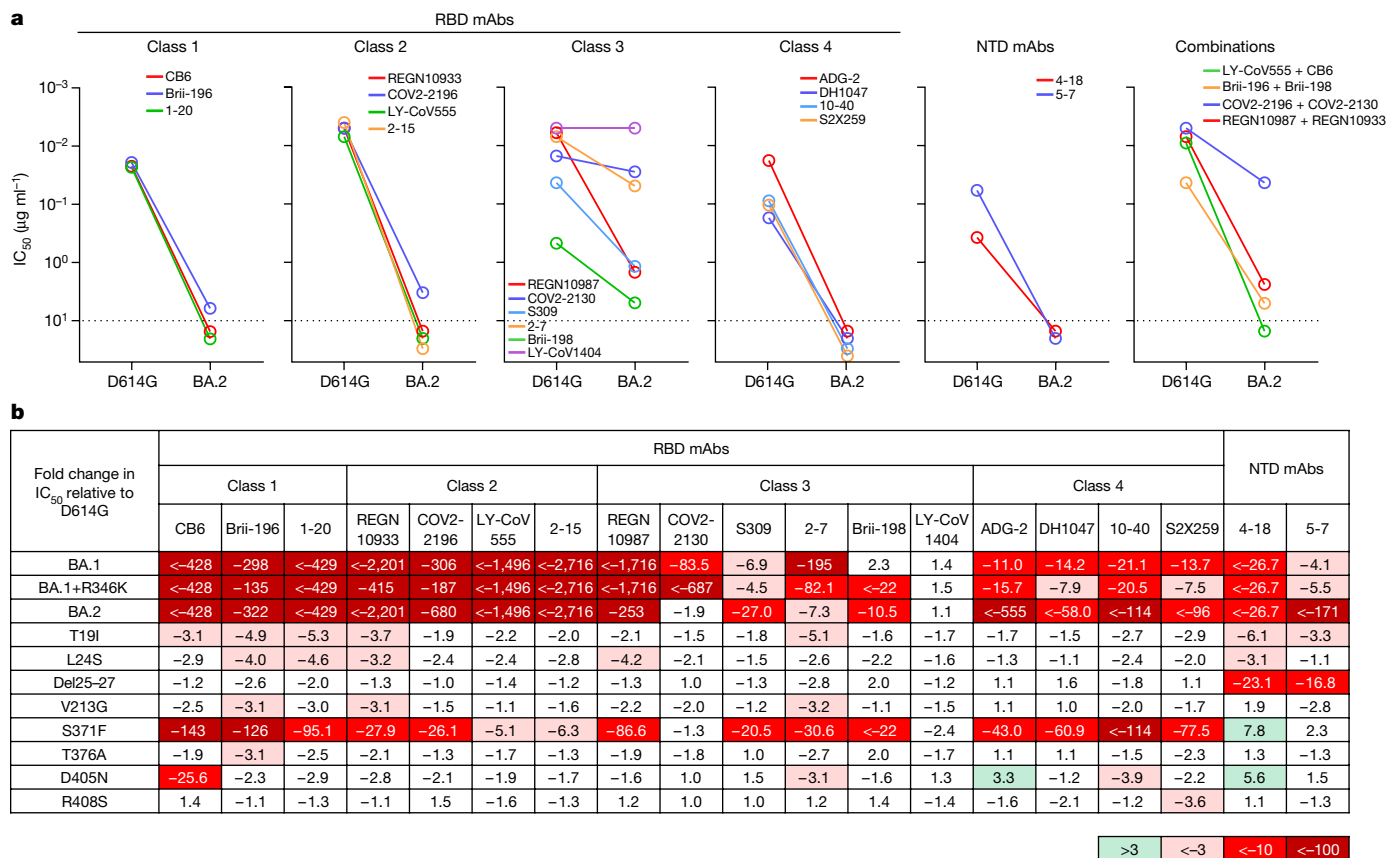 a
RBD mAbs
Class 1
Class 2
Class 3
Class 4
NTD mAbs
Combinations
CB6
Brii-196
1-20
REGN10933
COV2-2196
LY-CoV555
2-15
REGN10987
COV2-2130
S309
2-7
Brii-198
LY-CoV1404
ADG-2
DH1047
10-40
S2X259
4-18
5-7
LY-CoV555 + CB6
Brii-196 + Brii-198
COV2-2196 + COV2-2130
REGN10987 + REGN10933
IC50 (µg ml−1)
10−3
10−2
10−1
100
101
D614G BA.2 D614G BA.2 D614G BA.2 D614G BA.2 D614G BA.2 D614G BA.2
b
Fold change in
IC50 relative to
D614G
RBD mAbs
NTD mAbs
Class 1 Class 2 Class 3 Class 4
CB6 Brii-196 1-20 REGN 10933 COV2-2196 LY-CoV 555 2-15 REGN 10987 COV2-2130 S309 2-7 Brii-198 LY-CoV 1404 ADG-2 DH1047 10-40 S2X259 4-18 5-7
BA.1 <−428 −298 <−429 <−2,201 −306 <−1,496 <−2,716 <−1,716 −83.5 −6.9 −195 2.3 1.4 −11.0 −14.2 −21.1 −13.7 <−26.7 −4.1
BA.1+R346K <−428 −135 <−429 −415 −187 <−1,496 <−2,716 <−1,716 <−687 −4.5 −82.1 <−22 1.5 −15.7 −7.9 −20.5 −7.5 <−26.7 −5.5
BA.2 <−428 −322 <−429 <−2,201 −680 <−1,496 <−2,716 −253 −1.9 −27.0 −7.3 −10.5 1.1 <−555 <−58.0 <−114 <−96 <−26.7 <−171
T19I −3.1 −4.9 −5.3 −3.7 −1.9 −2.2 −2.0 −2.1 −1.5 −1.8 −5.1 −1.6 −1.7 −1.7 −1.5 −2.7 −2.9 −6.1 −3.3
L24S −2.9 −4.0 −4.6 −3.2 −2.4 −2.4 −2.8 −4.2 −2.1 −1.5 −2.6 −2.2 −1.6 −1.3 −1.1 −2.4 −2.0 −3.1 −1.1
Del25–27 −1.2 −2.6 −2.0 −1.3 −1.0 −1.4 −1.2 −1.3 1.0 −1.3 −2.8 2.0 −1.2 1.1 1.6 −1.8 1.1 −23.1 −16.8
V213G −2.5 −3.1 −3.0 −3.1 −1.5 −1.1 −1.6 −2.2 −2.0 −1.2 −3.2 −1.1 −1.5 1.1 1.0 −2.0 −1.7 1.9 −2.8
S371F −143 −126 −95.1 −27.9 −26.1 −5.1 −6.3 −86.6 −1.3 −20.5 −30.6 <−22 −2.4 −43.0 −60.9 <−114 −77.5 7.8 2.3
T376A −1.9 −3.1 −2.5 −2.1 −1.3 −1.7 −1.3 −1.9 −1.8 1.0 −2.7 2.0 −1.7 1.1 1.1 −1.5 −2.3 1.3 −1.3
D405N −25.6 −2.3 −2.9 −2.8 −2.1 −1.9 −1.7 −1.6 1.0 1.5 −3.1 −1.6 1.3 3.3 −1.2 −3.9 −2.2 5.6 1.5
R408S 1.4 −1.1 −1.3 −1.1 1.5 −1.6 −1.3 1.2 1.0 1.0 1.2 1.4 −1.4 −1.6 −2.1 −1.2 −3.6 1.1 −1.3
>3 <−3 <−10 <−100